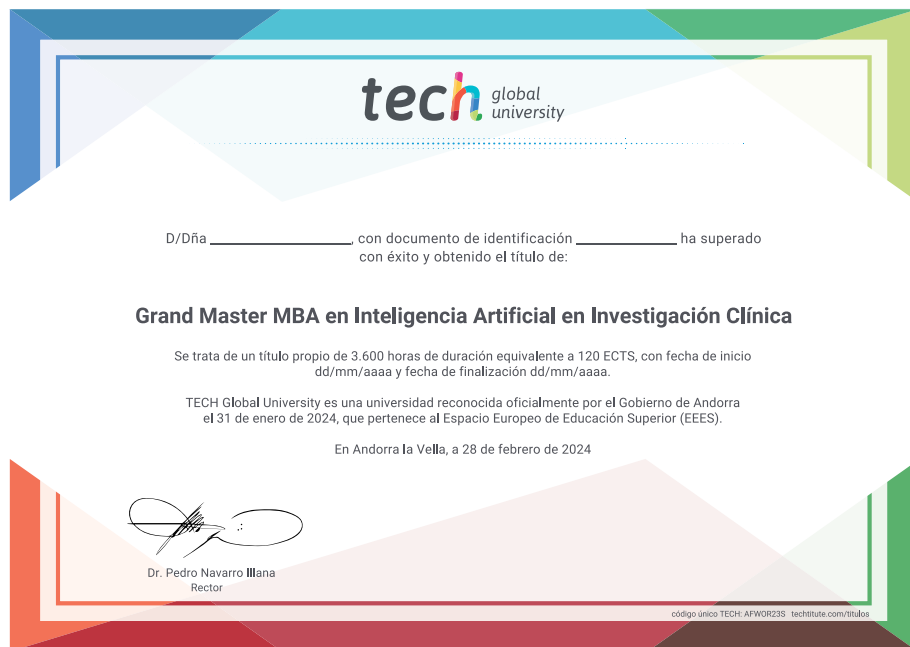 tech global university
D/Dña ________________, con documento de identificación ____________ ha superado
con éxito y obtenido el título de:
Grand Master MBA en Inteligencia Artificial en Investigación Clínica
Se trata de un título propio de 3.600 horas de duración equivalente a 120 ECTS, con fecha de inicio
dd/mm/aaaa y fecha de finalización dd/mm/aaaa.
TECH Global University es una universidad reconocida oficialmente por el Gobierno de Andorra
el 31 de enero de 2024, que pertenece al Espacio Europeo de Educación Superior (EEES).
En Andorra la Vella, a 28 de febrero de 2024
Dr. Pedro Navarro Illana
Rector
código único TECH: AFWOR23S techtitute.com/titulos